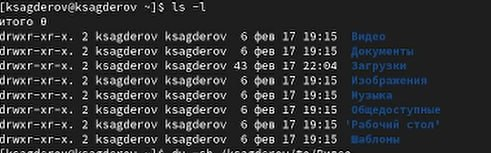 [ksagderov@ksagderov ~]$ ls -l
итого 0
drwxr-xr-x. 2 ksagderov ksagderov  6 фев 17 19:15  Видео
drwxr-xr-x. 2 ksagderov ksagderov  6 фев 17 19:15  Документы
drwxr-xr-x. 2 ksagderov ksagderov 43 фев 17 22:04  Загрузки
drwxr-xr-x. 2 ksagderov ksagderov  6 фев 17 19:15  Изображения
drwxr-xr-x. 2 ksagderov ksagderov  6 фев 17 19:15  Музыка
drwxr-xr-x. 2 ksagderov ksagderov  6 фев 17 19:15  Общедоступные
drwxr-xr-x. 2 ksagderov ksagderov  6 фев 17 19:15 'Рабочий стол'
drwxr-xr-x. 2 ksagderov ksagderov  6 фев 17 19:15  Шаблоны
[ksagderov@ksagderov ~]$